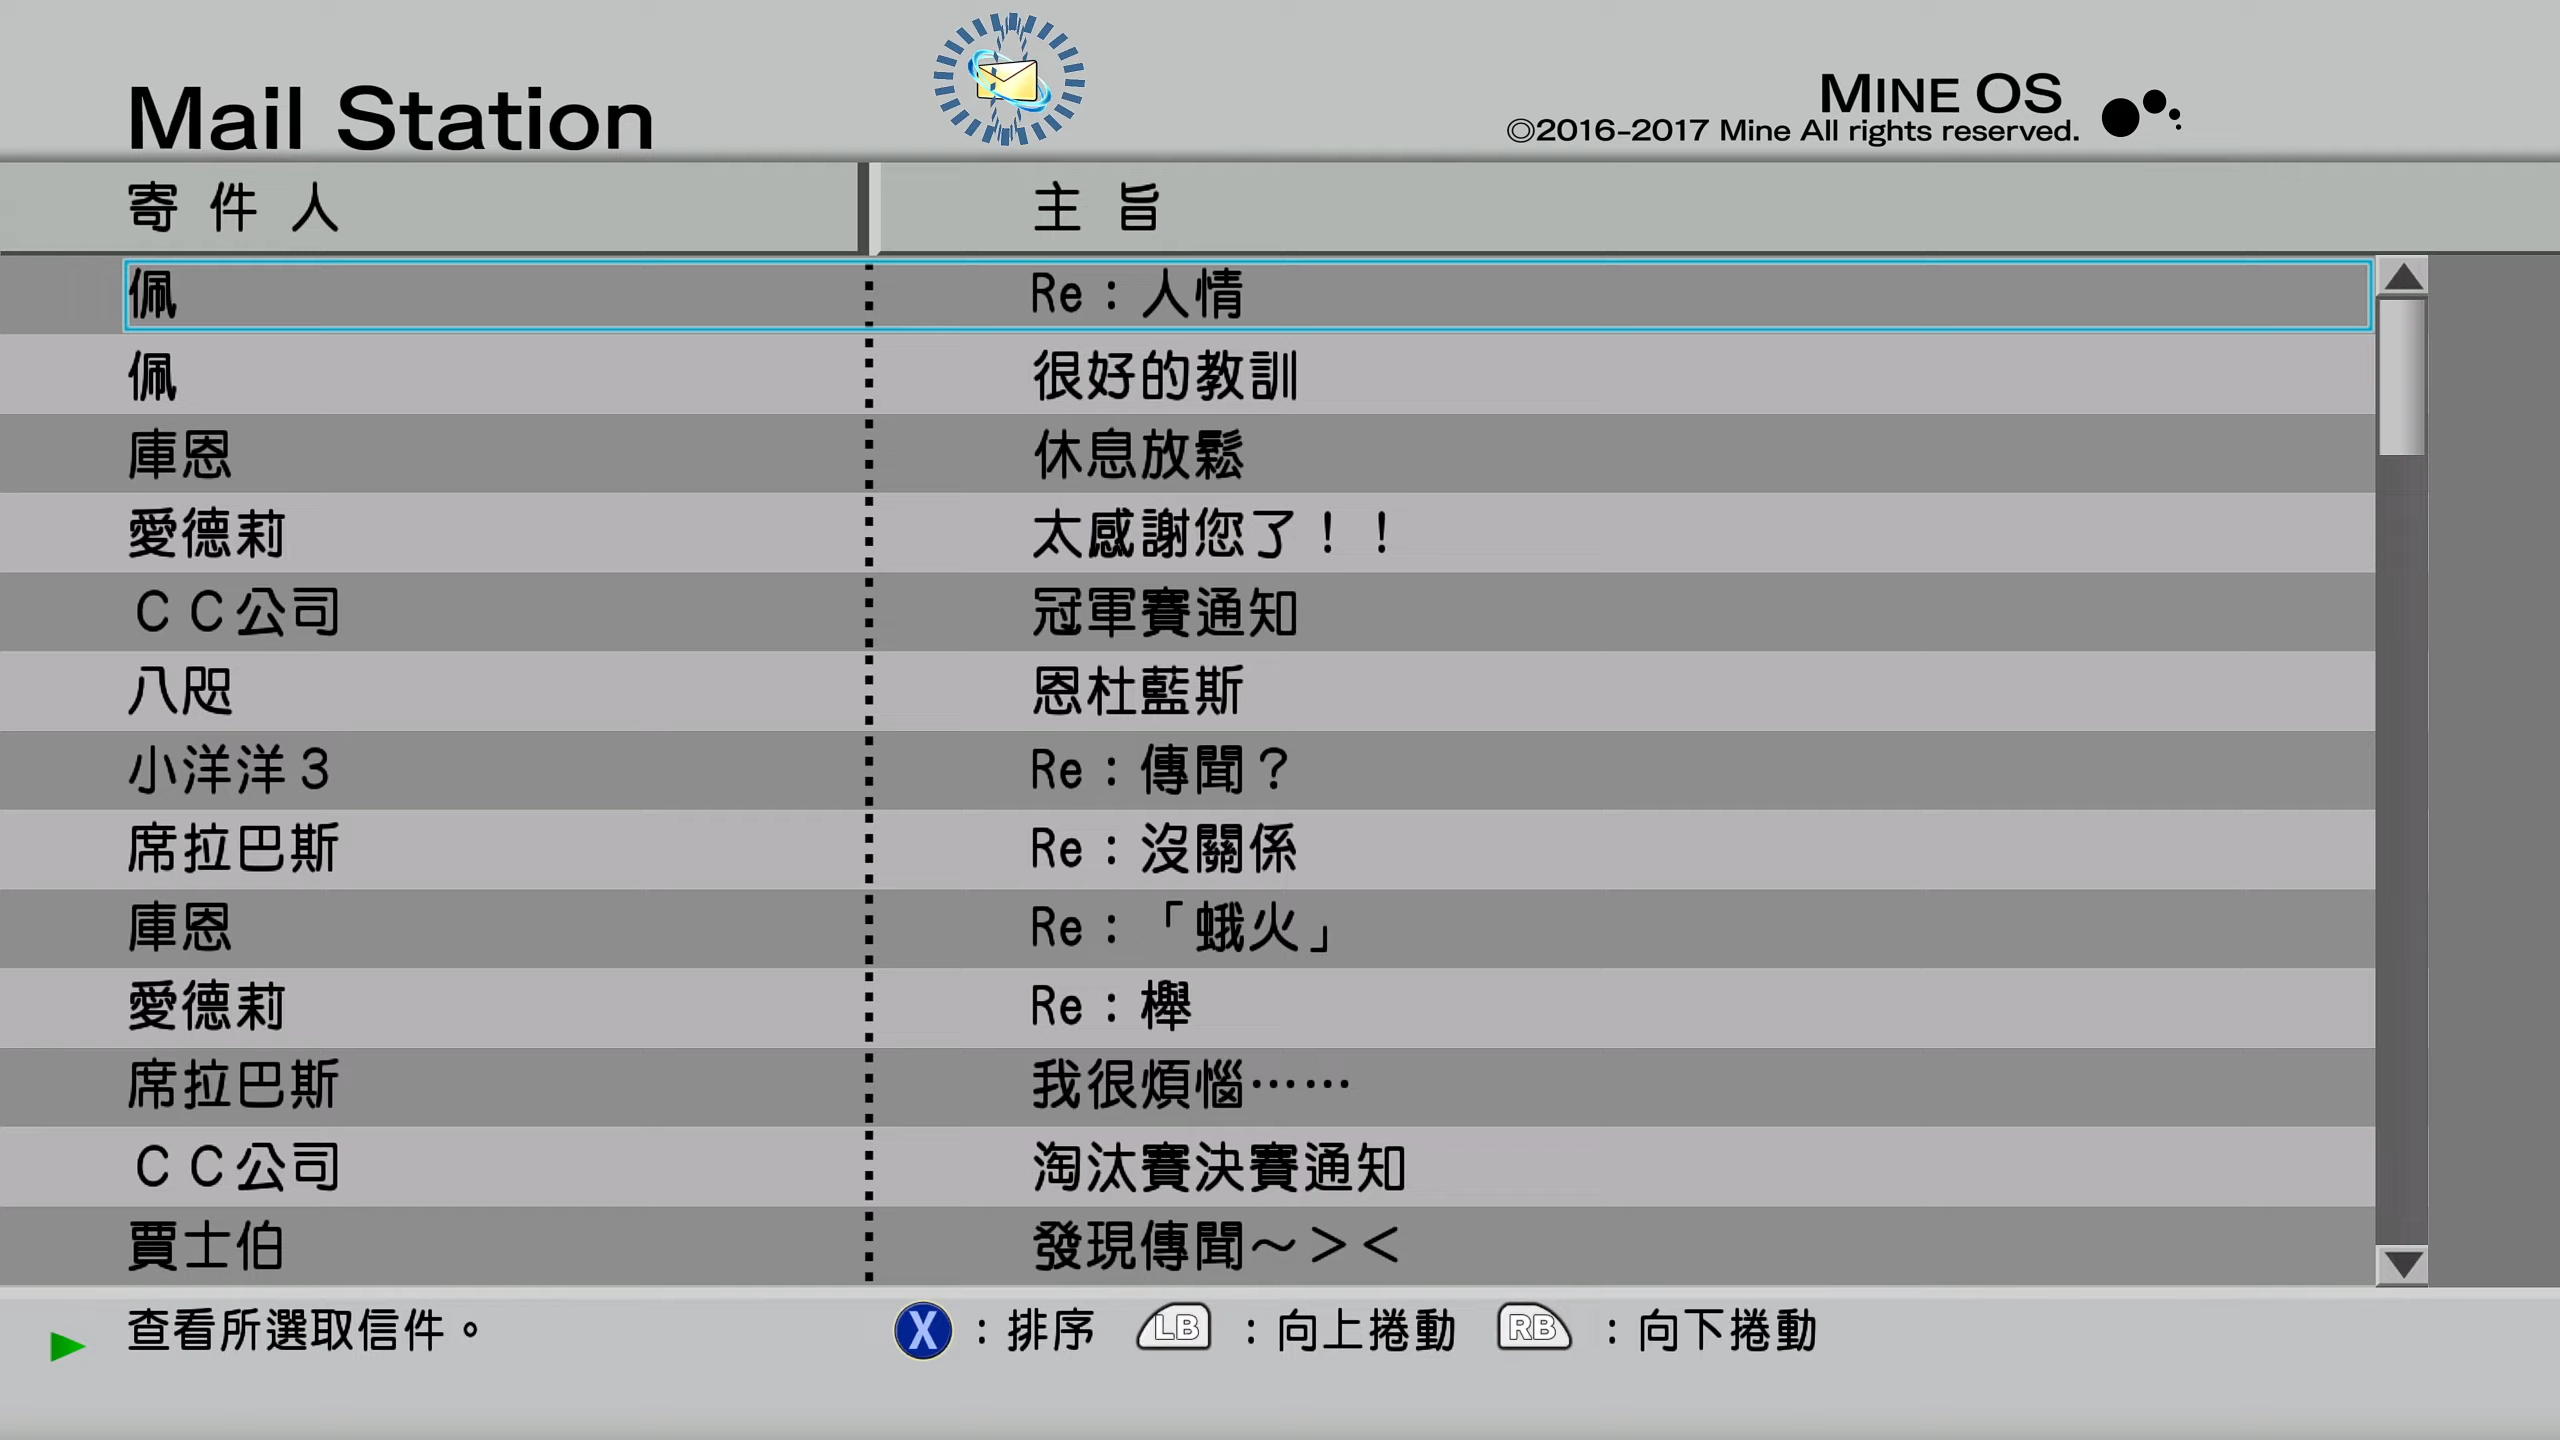 Mail Station
MINE OS
©2016-2017 Mine All rights reserved.
寄件人 主旨
佩 Re：人情
佩 很好的教訓
庫恩 休息放鬆
愛德莉 太感謝您了！！
ＣＣ公司 冠軍賽通知
八咫 恩杜藍斯
小洋洋３ Re：傳聞？
席拉巴斯 Re：沒關係
庫恩 Re：「蛾火」
愛德莉 Re：櫸
席拉巴斯 我很煩惱……
ＣＣ公司 淘汰賽決賽通知
賈士伯 發現傳聞～＞＜
查看所選取信件。 X：排序 LB：向上捲動 RB：向下捲動